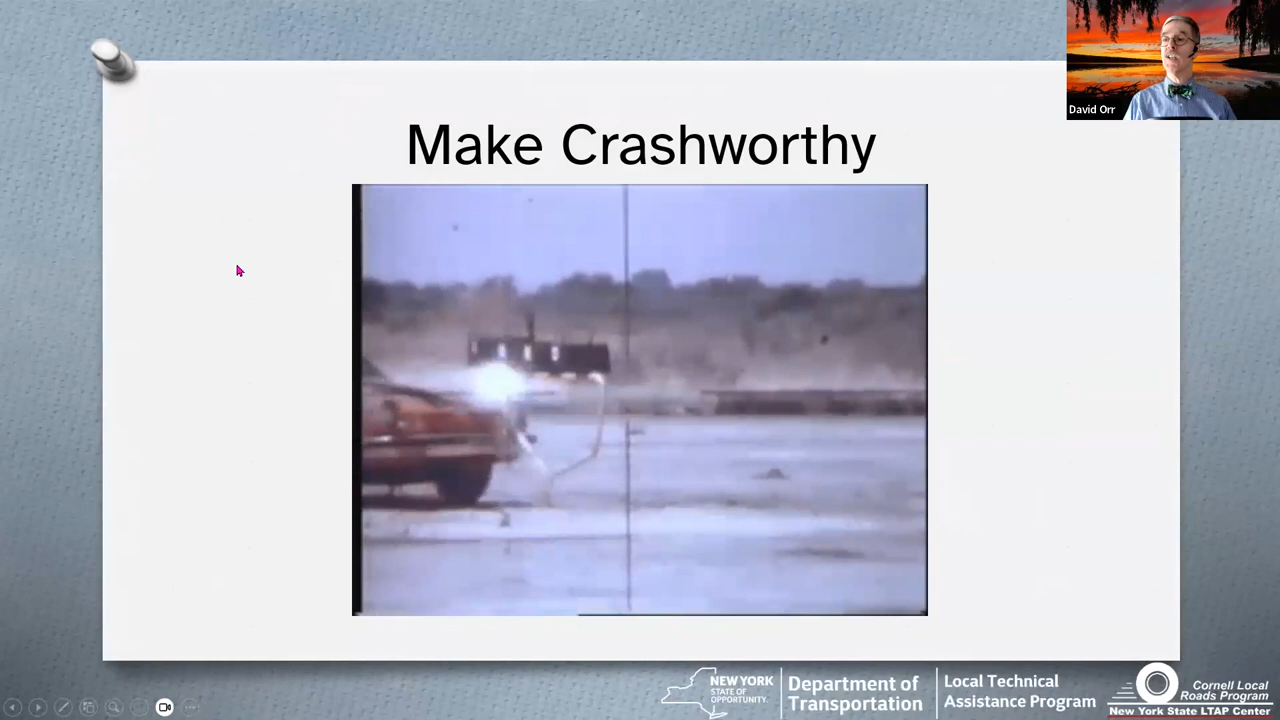 David Orr
Make Crashworthy
NEW YORK
STATE OF
OPPORTUNITY.
Department of
Transportation
Local Technical
Assistance Program
Cornell Local
Roads Program
New York State LTAP Center